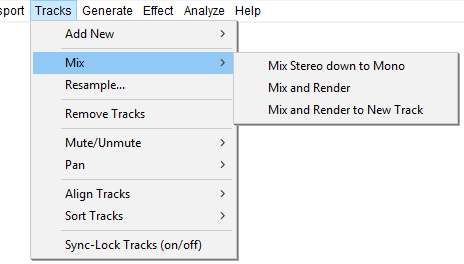 sport Tracks Generate Effect Analyze Help
Add New
Mix
Mix Stereo down to Mono
Resample...
Mix and Render
Remove Tracks
Mix and Render to New Track
Mute/Unmute
Pan
Align Tracks
Sort Tracks
Sync-Lock Tracks (on/off)